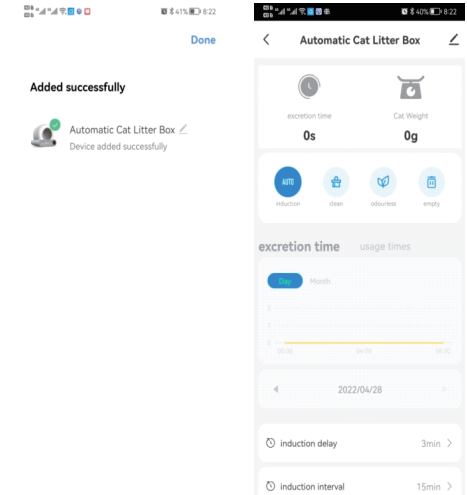 41% 8:22
Done
Added successfully
Automatic Cat Litter Box
Device added successfully
40% 8:22
Automatic Cat Litter Box
excretion time
Cat Weight
0s
0g
AUTO
induction
clean
odourless
empty
excretion time
usage times
Day
Month
00:00
04:00
2022/04/28
induction delay
3min
induction interval
15min